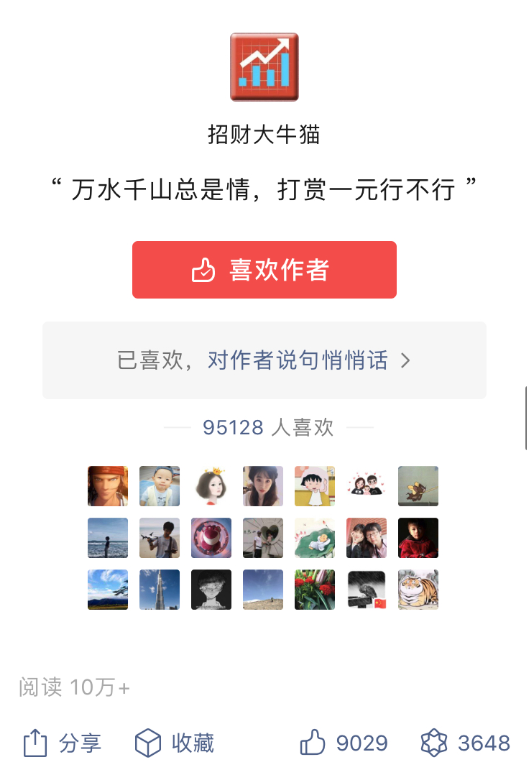 招财大牛猫
“ 万水千山总是情，打赏一元行不行 ”
喜欢作者
已喜欢，对作者说句悄悄话 >
95128 人喜欢
阅读 10万+
分享 收藏 9029 3648